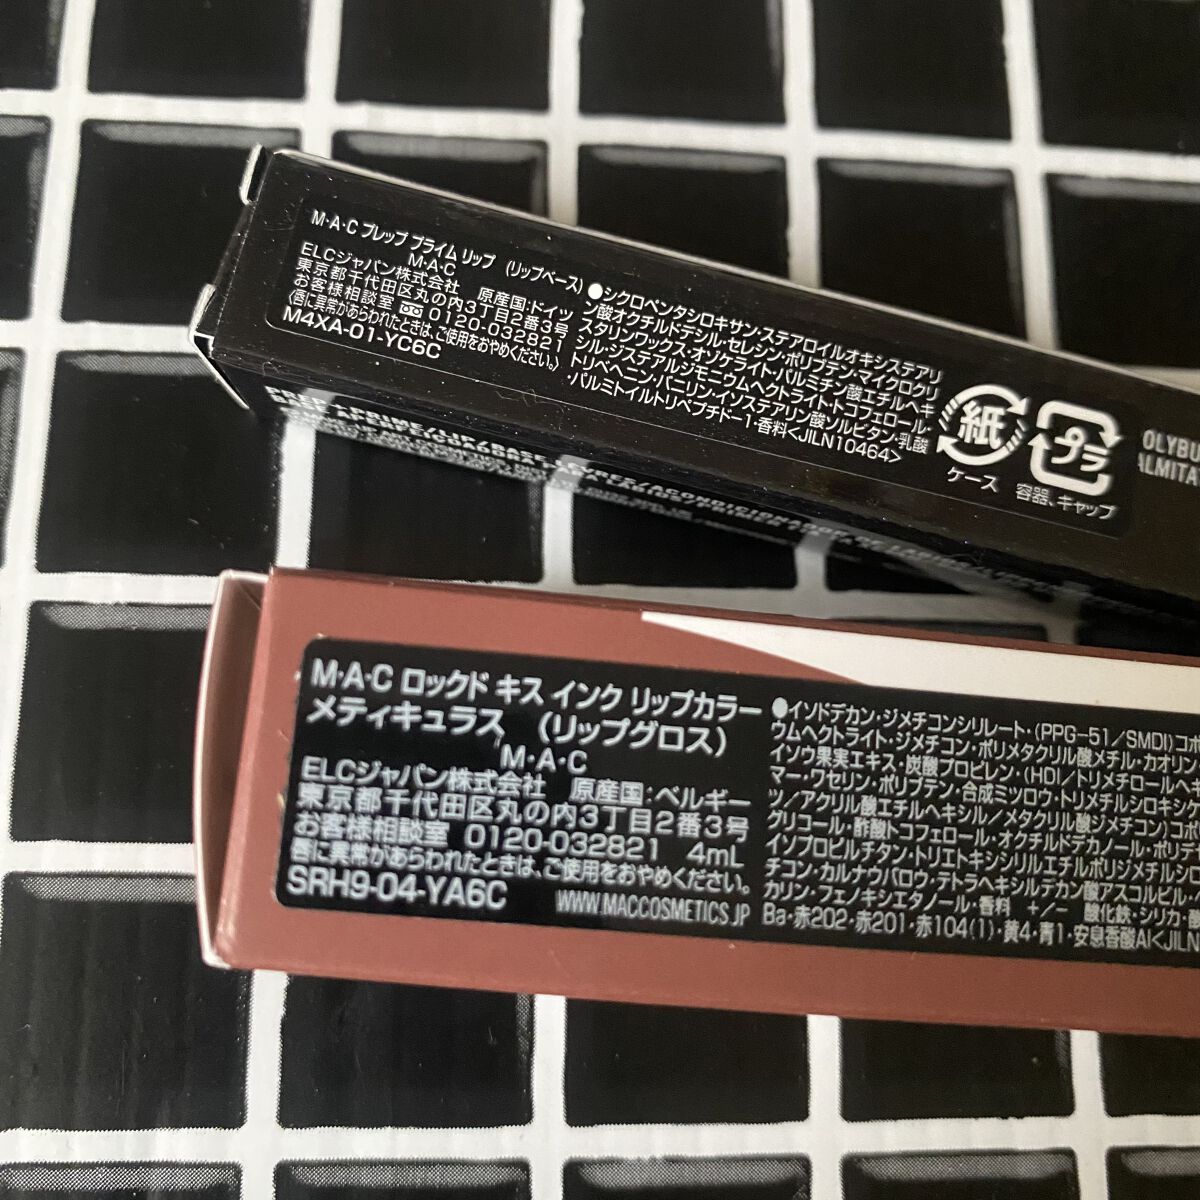 M·A·C プレップ プライム リップ (リップベース)
M·A·C
ELCジャパン株式会社 原産国:ドイツ
東京都千代田区丸の内3丁目2番3号
お客様相談室 0120-032821
(唇に異常があらわれたときは、ご使用をおやめください。)
M4XA-01-YC6C
●シクロペンタシロキサン・ステアロイルオキシステアリ
ン酸オクチルドデシル・セレシン・ポリブテン・マイクロクリ
スタリンワックス・オゾケライト・パルミチン酸エチルヘキ
シル・ジステアルジモニウムヘクトライト・トコフェロール・
トリベヘニン・バニリン・イソステアリン酸ソルビタン・乳酸
・パルミトイルトリペプチド-1・香料<JILN10464>
紙
ケース
プラ
容器、キャップ
OLYBU
ALMITA
M·A·C ロックド キス インク リップカラー
メティキュラス (リップグロス)
M·A·C
ELCジャパン株式会社 原産国:ベルギー
東京都千代田区丸の内3丁目2番3号
お客様相談室 0120-032821 4mL
唇に異常があらわれたときは、ご使用をおやめください。
SRH9-04-YA6C WWW.MACCOSMETICS.JP
●イソドデカン・ジメチコンシリルート・(PPG-51/SMDI)コポ
ウムヘクトライト・ジメチコン・ポリメタクリル酸メチル・カオリン
イソウ果実エキス・炭酸プロピレン・(HDI/トリメチロールヘキ
マー・ワセリン・ポリブテン・合成ミツロウ・トリメチルシロキシ
ツ/アクリル酸エチルヘキシル/メタクリル酸ジメチコン)コポ
グリコール・酢酸トコフェロール・オクチルドデカノール・ポリデセ
イソプロピルチタン・トリエトキシシリルエチルポリジメチルシロ
チコン・カルナウバロウ・テトラヘキシルデカン酸アスコルビル・
カリン・フェノキシエタノール・香料 +/- 酸化鉄・シリカ・酸
Ba・赤202・赤201・赤104(1)・黄4・青1・安息香酸Al<JILN